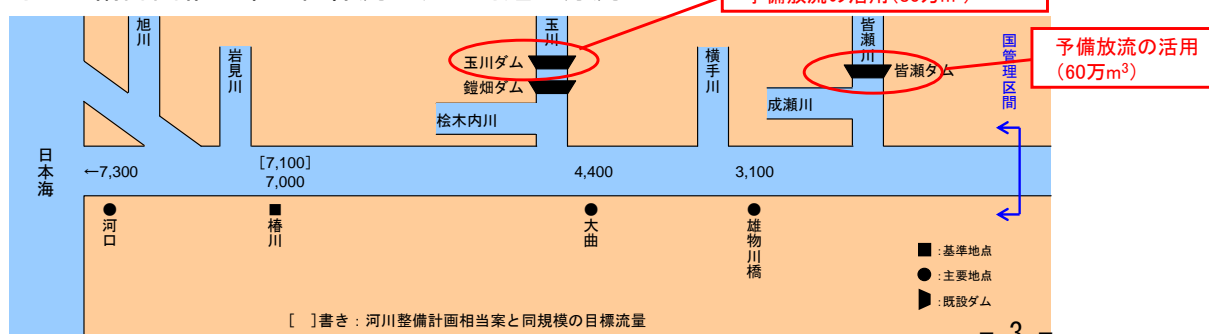 旭川
岩見川
玉川
玉川ダム
鎧畑ダム
桧木内川
横手川
皆瀬川
皆瀬ダム
成瀬川
国管理区間
予備放流の活用
(60万m³)
日本海
←7,300
[7,100]
7,000
4,400
3,100
河口
椿川
大曲
雄物川橋
■:基準地点
●:主要地点
:既設ダム
[ ]書き:河川整備計画相当案と同規模の目標流量
- 3 -